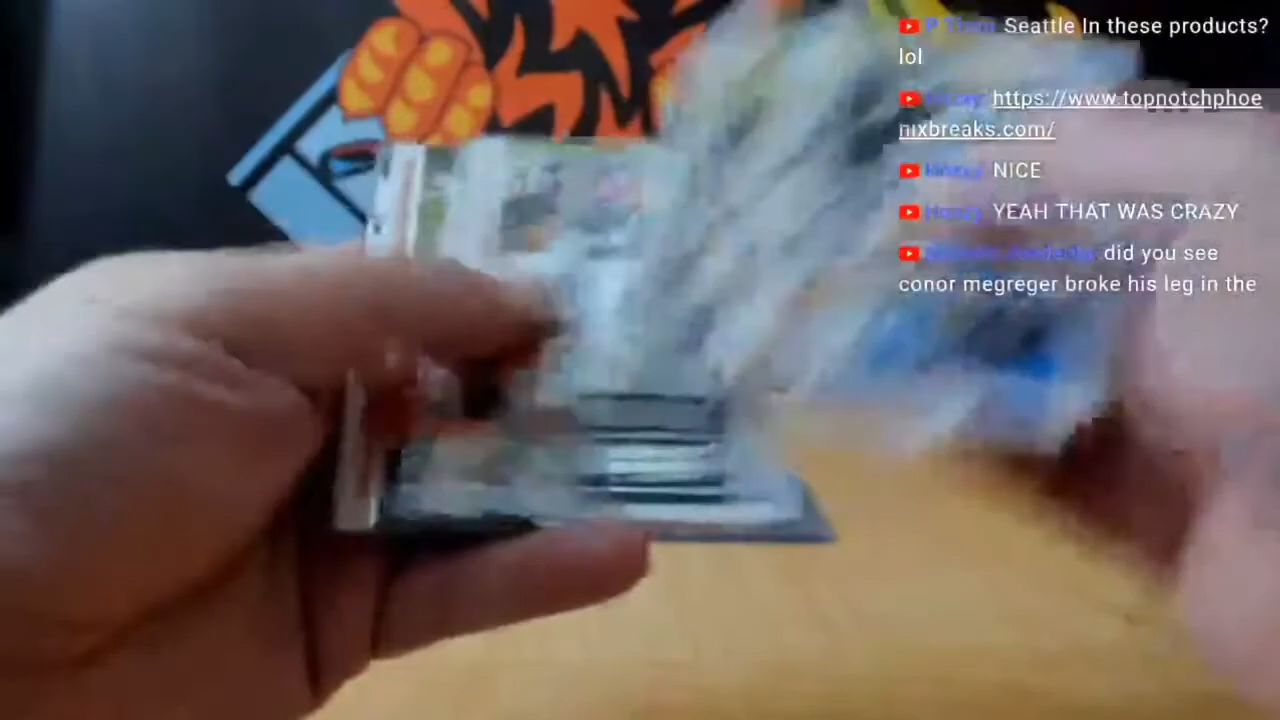 Seattle In these products?
lol
https://www.topnotchphoe
nixbreaks.com/
NICE
YEAH THAT WAS CRAZY
did you see
conor megreger broke his leg in the